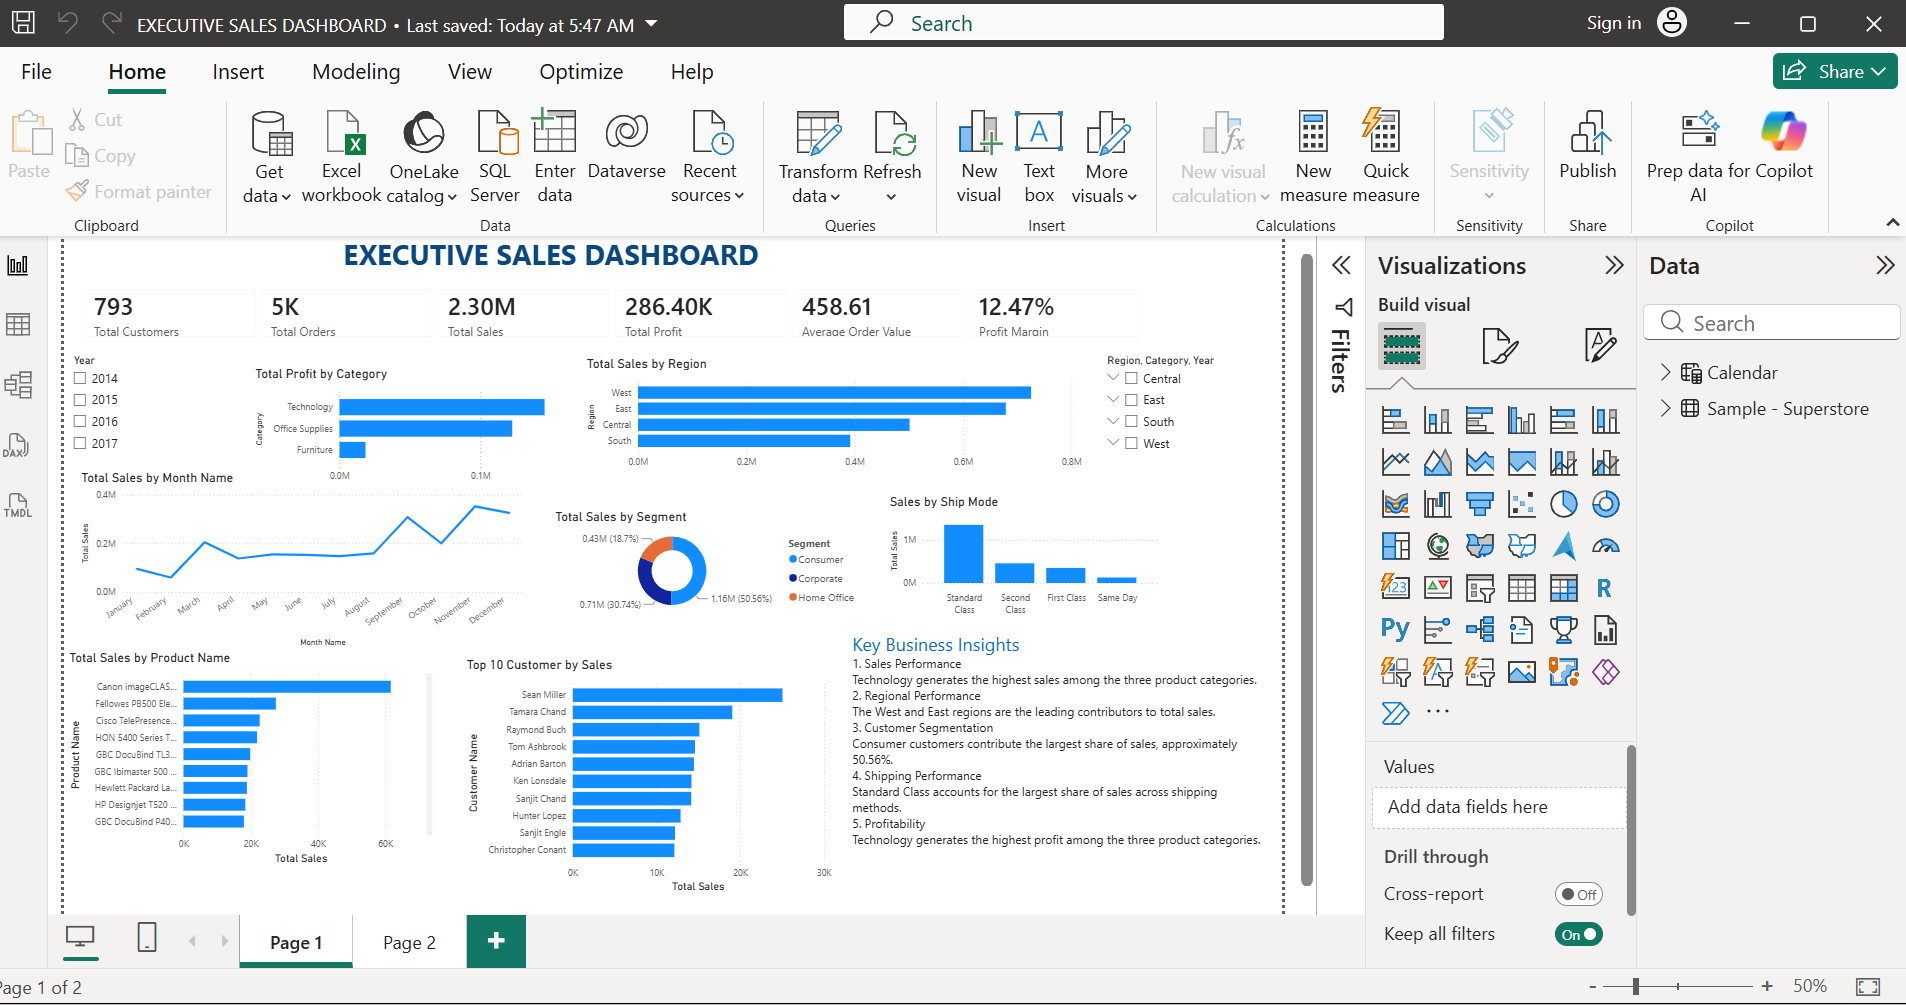 EXECUTIVE SALES DASHBOARD • Last saved: Today at 5:47 AM
Search
Sign in
File
Home
Insert
Modeling
View
Optimize
Help
Share
Paste
Cut
Copy
Format painter
Clipboard
Get data
Excel workbook
OneLake catalog
SQL Server
Enter data
Dataverse
Recent sources
Data
Transform data
Refresh
Queries
New visual
Text box
More visuals
Insert
New visual calculation
New measure
Quick measure
Calculations
Sensitivity
Sensitivity
Publish
Share
Prep data for AI
Copilot
Copilot
DAX
TMDL
EXECUTIVE SALES DASHBOARD
793
Total Customers
5K
Total Orders
2.30M
Total Sales
286.40K
Total Profit
458.61
Average Order Value
12.47%
Profit Margin
Year
2014
2015
2016
2017
Total Profit by Category
Category
Technology
Office Supplies
Furniture
0.0M
0.1M
Total Sales by Region
Region
West
East
Central
South
0.0M
0.2M
0.4M
0.6M
0.8M
Region, Category, Year
Central
East
South
West
Total Sales by Month Name
Total Sales
0.4M
0.2M
0.0M
January
February
March
April
May
June
July
August
September
October
November
December
Month Name
Total Sales by Segment
0.43M (18.7%)
0.71M (30.74%)
1.16M (50.56%)
Segment
Consumer
Corporate
Home Office
Sales by Ship Mode
Total Sales
1M
0M
Standard Class
Second Class
First Class
Same Day
Total Sales by Product Name
Product Name
Canon imageCLAS...
Fellowes PB500 Ele...
Cisco TelePresence...
HON 5400 Series T...
GBC DocuBind TL3...
GBC Ibimaster 500 ...
Hewlett Packard La...
HP Designjet T520 ...
GBC DocuBind P40...
0K
20K
40K
60K
Total Sales
Top 10 Customer by Sales
Customer Name
Sean Miller
Tamara Chand
Raymond Buch
Tom Ashbrook
Adrian Barton
Ken Lonsdale
Sanjit Chand
Hunter Lopez
Sanjit Engle
Christopher Conant
0K
10K
20K
30K
Total Sales
Key Business Insights
1. Sales Performance
Technology generates the highest sales among the three product categories.
2. Regional Performance
The West and East regions are the leading contributors to total sales.
3. Customer Segmentation
Consumer customers contribute the largest share of sales, approximately
50.56%.
4. Shipping Performance
Standard Class accounts for the largest share of sales across shipping
methods.
5. Profitability
Technology generates the highest profit among the three product categories.
Filters
Visualizations
Build visual
123
R
Py
...
Values
Add data fields here
Drill through
Cross-report
Off
Keep all filters
On
Data
Search
Calendar
Sample - Superstore
Page 1
Page 2
+
Page 1 of 2
- + 50%